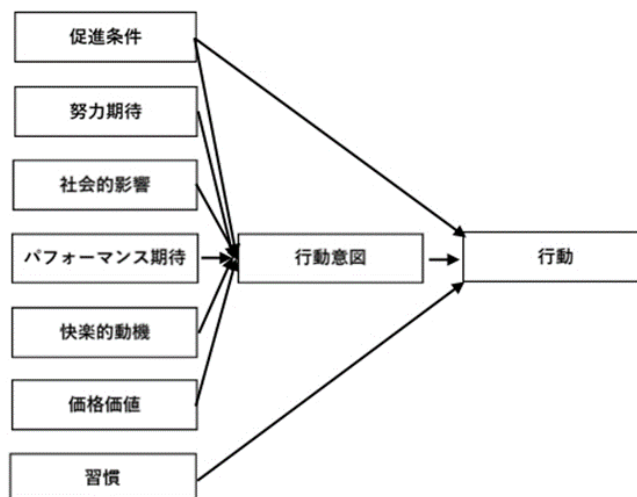 促進条件
努力期待
社会的影響
パフォーマンス期待
行動意図
行動
快楽的動機
価格価値
習慣